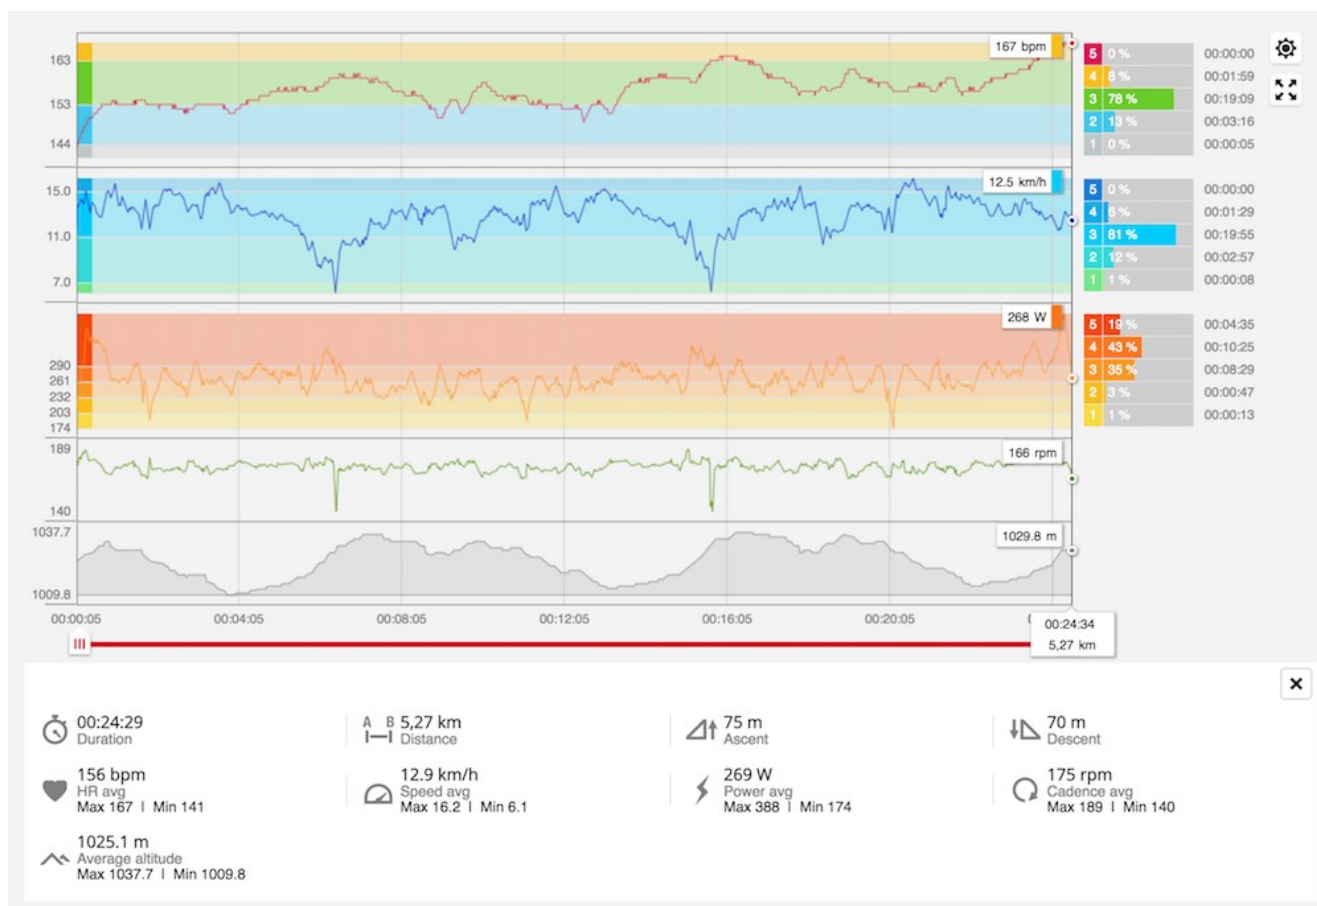 163
153
144
167 bpm
5 0 % 00:00:00
4 8 % 00:01:59
3 78 % 00:19:09
2 13 % 00:03:16
1 0 % 00:00:05
15.0
11.0
7.0
12.5 km/h
5 0 % 00:00:00
4 6 % 00:01:29
3 81 % 00:19:55
2 12 % 00:02:57
1 1 % 00:00:08
290
261
232
203
174
268 W
5 19 % 00:04:35
4 43 % 00:10:25
3 35 % 00:08:29
2 3 % 00:00:47
1 1 % 00:00:13
189
140
166 rpm
1037.7
1009.8
1029.8 m
00:00:05 00:04:05 00:08:05 00:12:05 00:16:05 00:20:05
00:24:34
5,27 km
00:24:29
Duration
A B 5,27 km
Distance
75 m
Ascent
70 m
Descent
156 bpm
HR avg
Max 167 | Min 141
12.9 km/h
Speed avg
Max 16.2 | Min 6.1
269 W
Power avg
Max 388 | Min 174
175 rpm
Cadence avg
Max 189 | Min 140
1025.1 m
Average altitude
Max 1037.7 | Min 1009.8